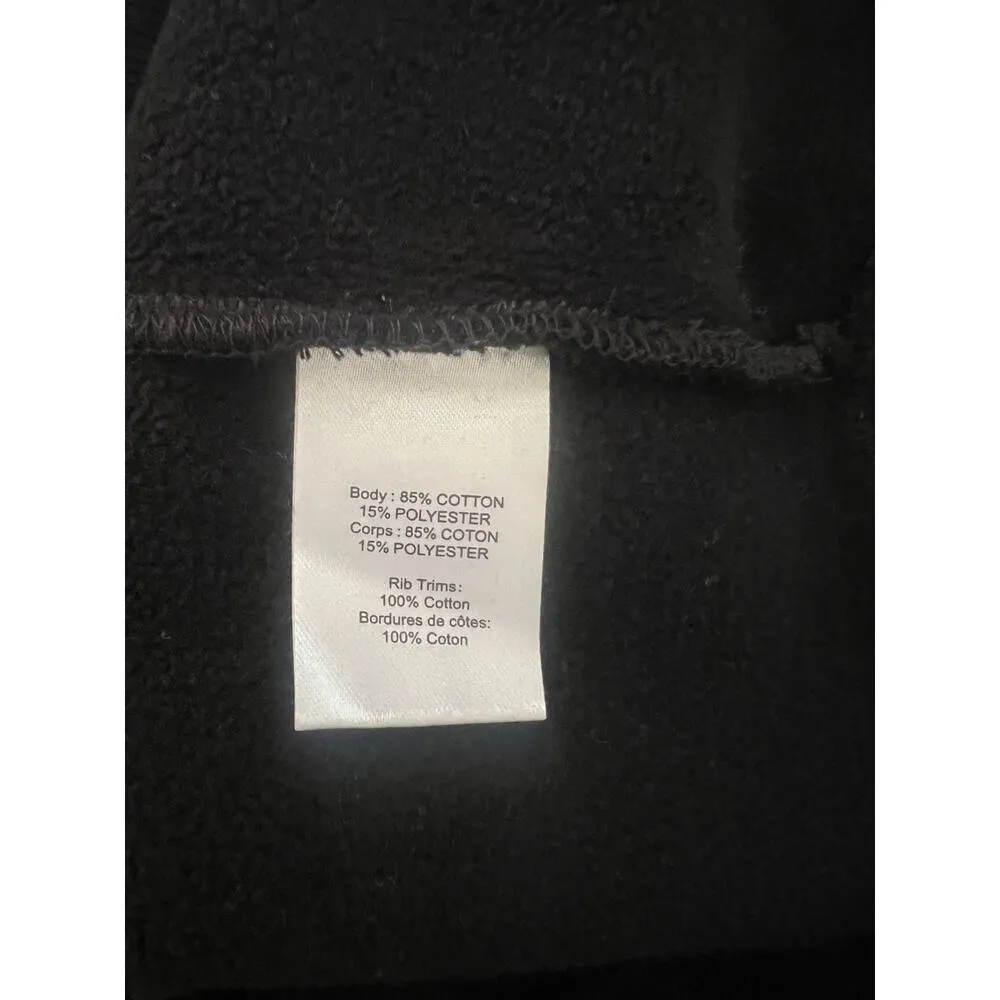 Body : 85% COTTON
15% POLYESTER
Corps : 85% COTON
15% POLYESTER
Rib Trims:
100% Cotton
Bordures de côtes:
100% Coton